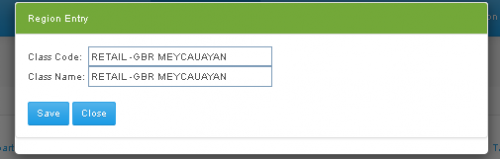 Region Entry
Class Code: RETAIL-GBR MEYCAUAYAN
Class Name: RETAIL-GBR MEYCAUAYAN
Save Close